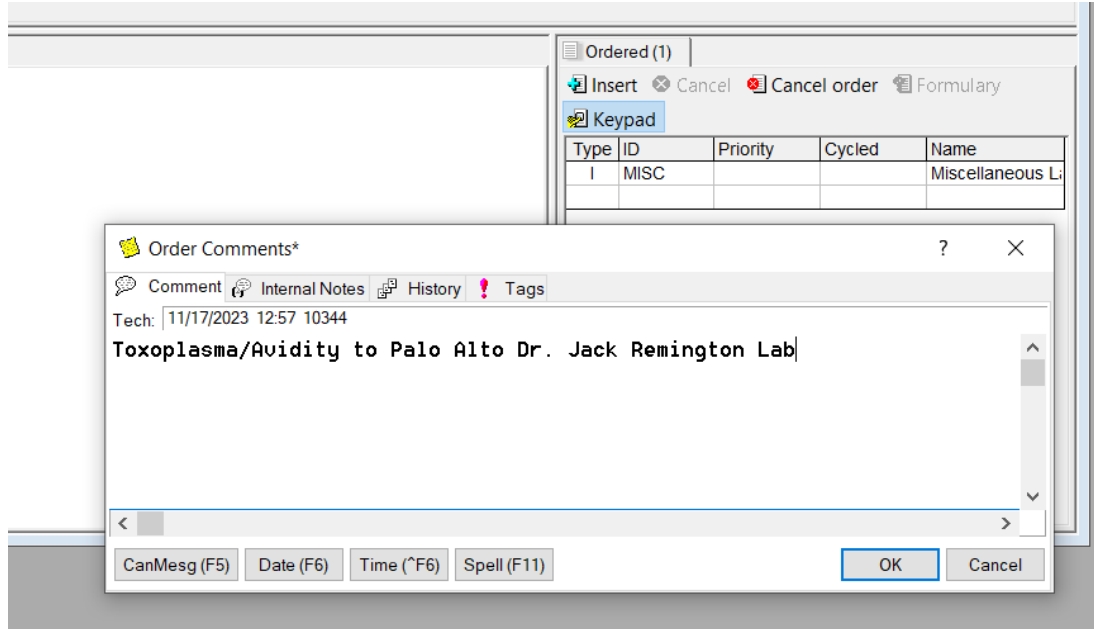 Ordered (1)
Insert Cancel Cancel order Formulary
Keypad
Type ID Priority Cycled Name
I MISC Miscellaneous
Order Comments*
?
Comment Internal Notes History Tags
Tech: 11/17/2023 12:57 10344
Toxoplasma/Avidity to Palo Alto Dr. Jack Remington Lab
CanMesg (F5) Date (F6) Time (^F6) Spell (F11) OK Cancel